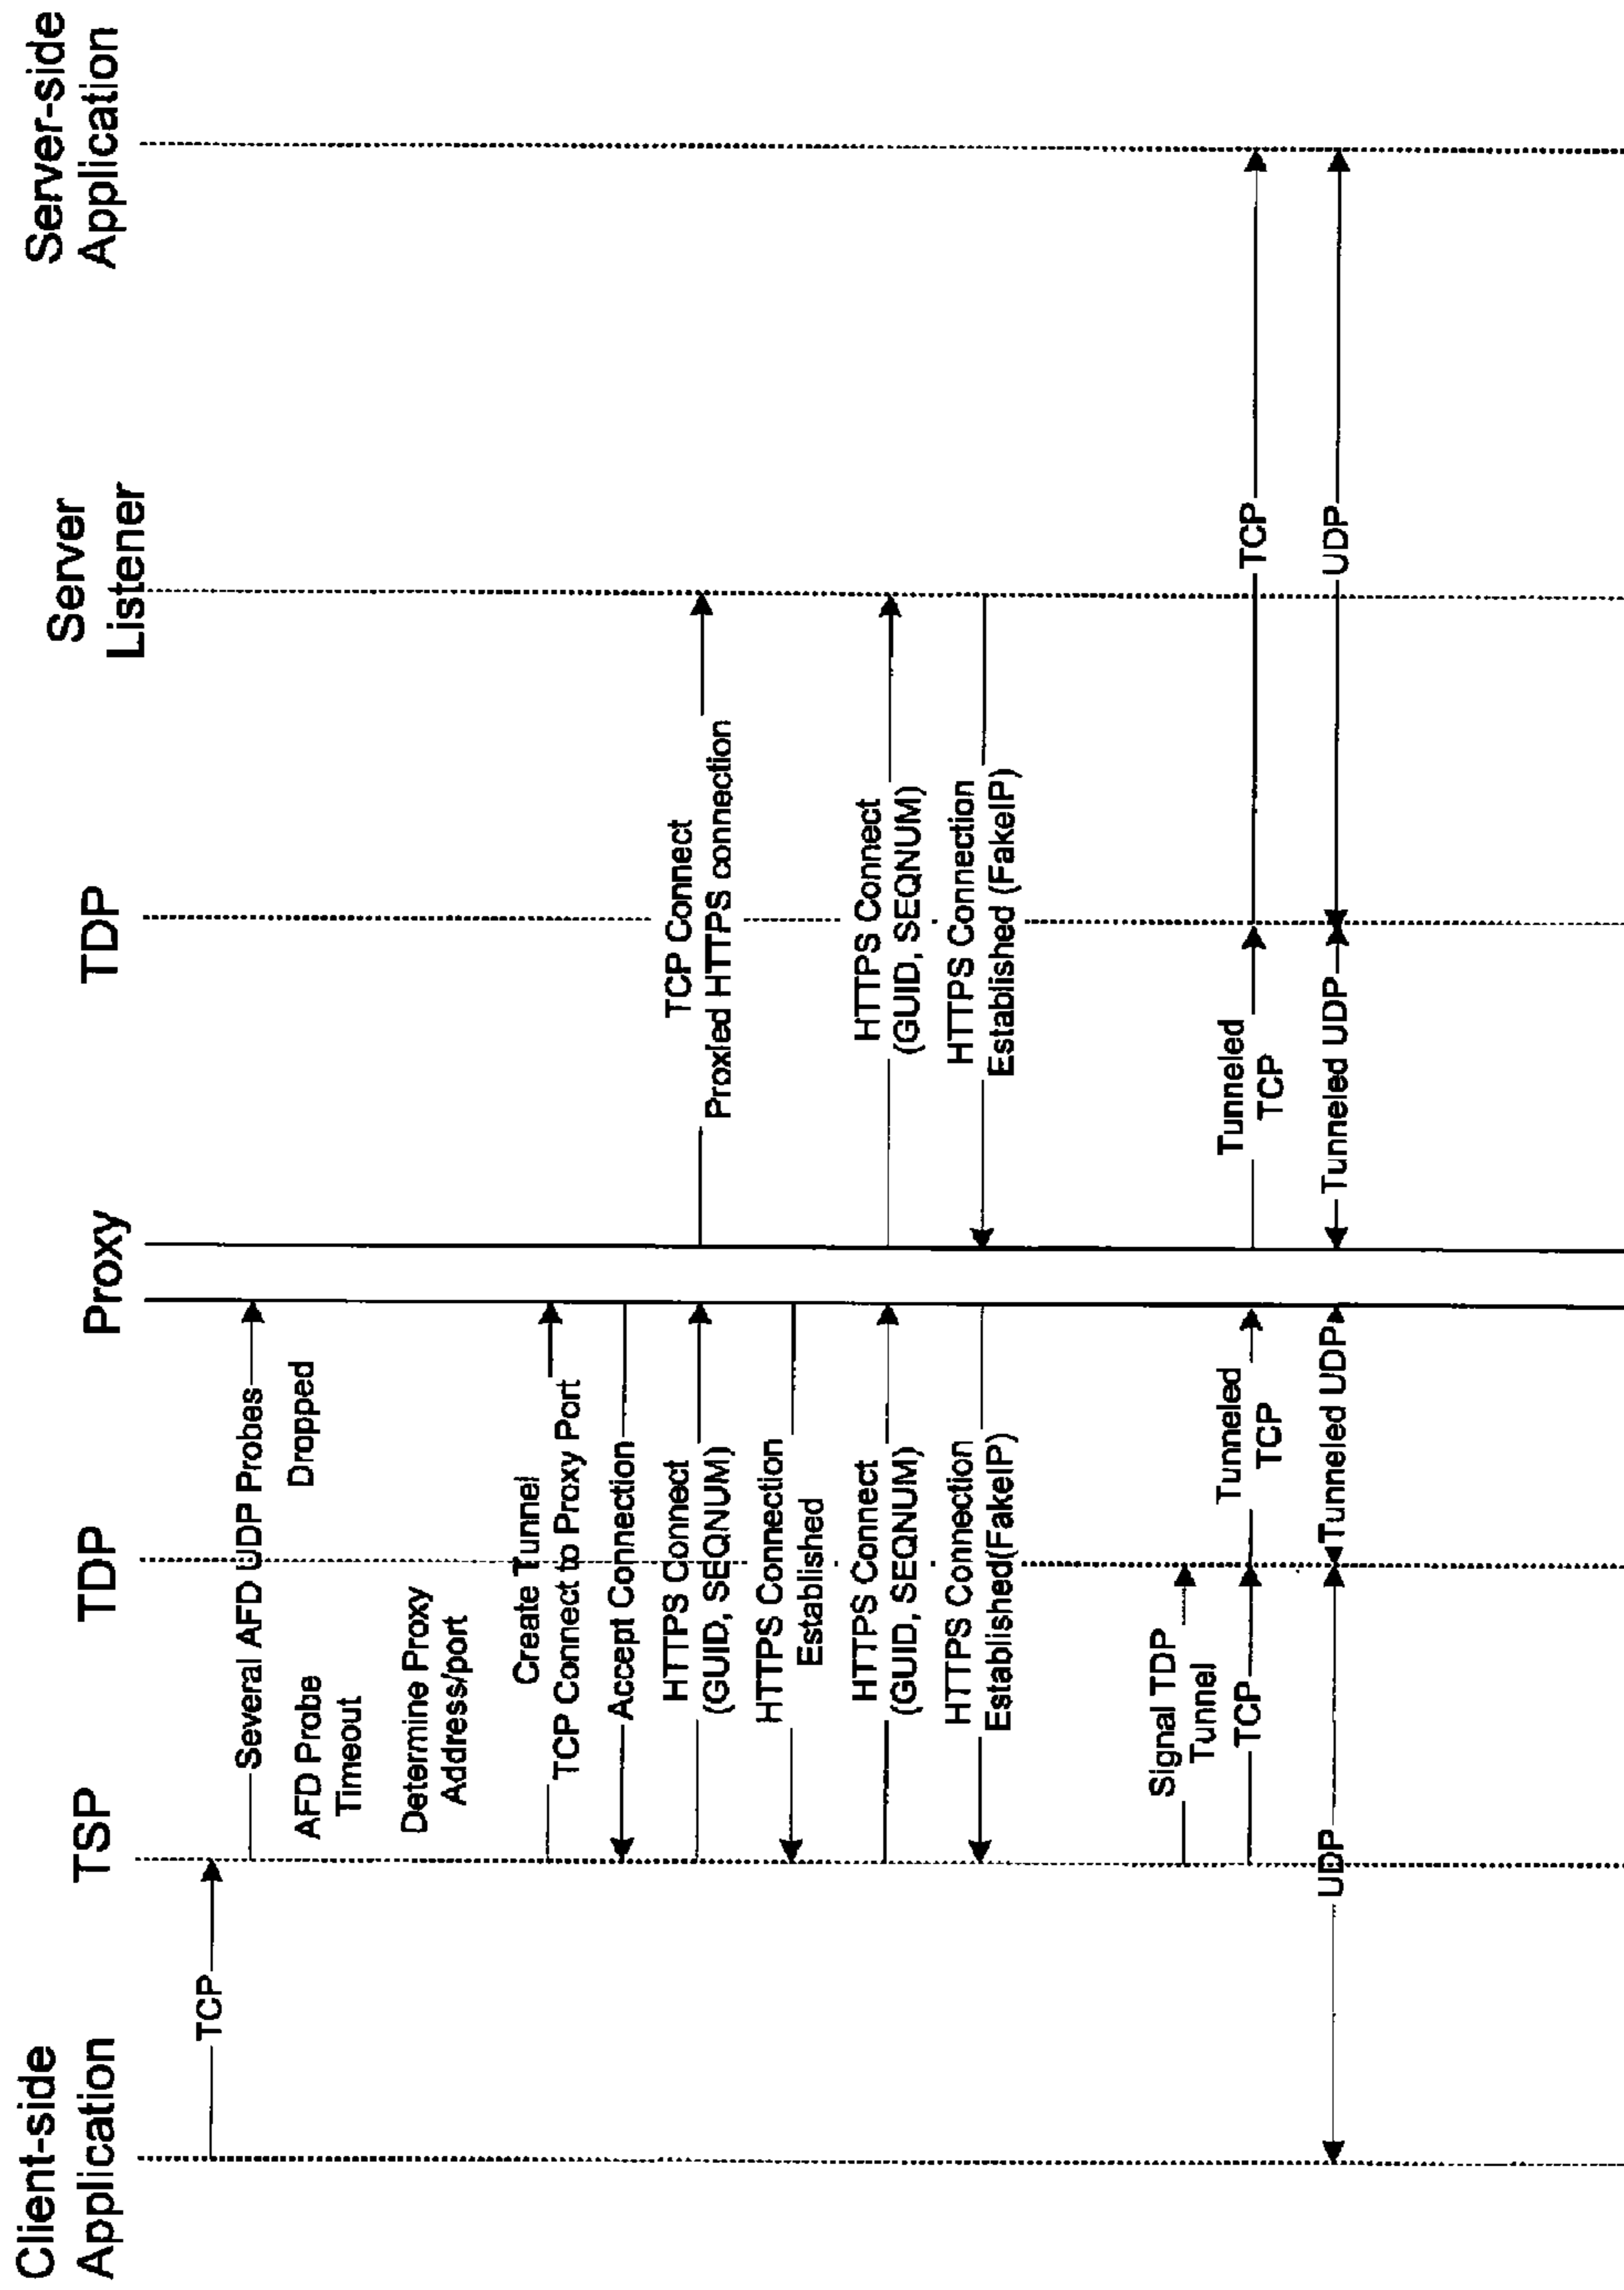 Client-side
Application
TSP
TDP
Proxy
TDP
Server
Listener
Server-side
Application
TCP
Several AFD UDP Probes
AFD Probe
Timeout
Dropped
Determine Proxy
Address/port
Create Tunnel
TCP Connect to Proxy Port
Accept Connection
HTTPS Connect
(GUID, SEQNUM)
TCP Connect
Proxied HTTPS connection
HTTPS Connection
Established
HTTPS Connect
(GUID, SEQNUM)
HTTPS Connect
(GUID, SEQNUM)
HTTPS Connection
Established(FakeIP)
HTTPS Connection
Established (FakeIP)
Signal TDP
Tunnel
TCP
Tunneled
TCP
Tunneled
TCP
TCP
UDP
Tunneled UDP
Tunneled UDP
UDP